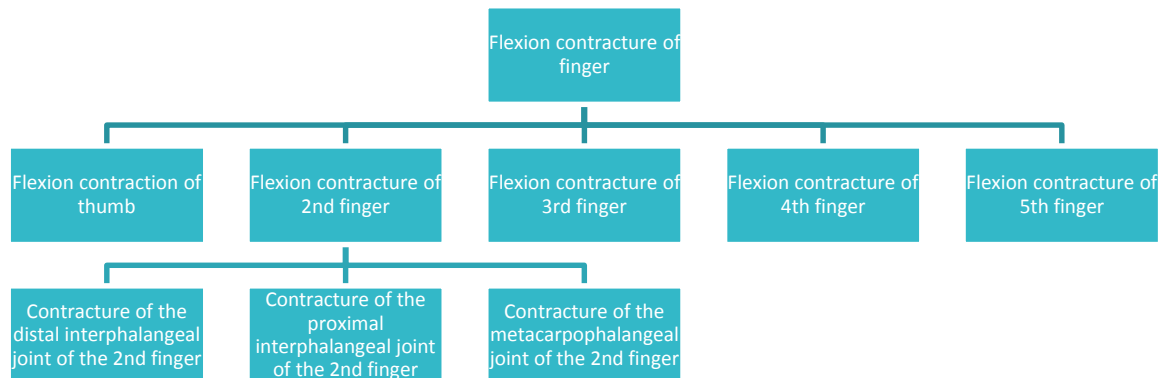 Flexion contracture of
finger
Flexion contraction of
thumb
Flexion contracture of
2nd finger
Flexion contracture of
3rd finger
Flexion contracture of
4th finger
Flexion contracture of
5th finger
Contracture of the
distal interphalangeal
joint of the 2nd finger
Contracture of the
proximal
interphalangeal joint
of the 2nd finger
Contracture of the
metacarpophalangeal
joint of the 2nd finger